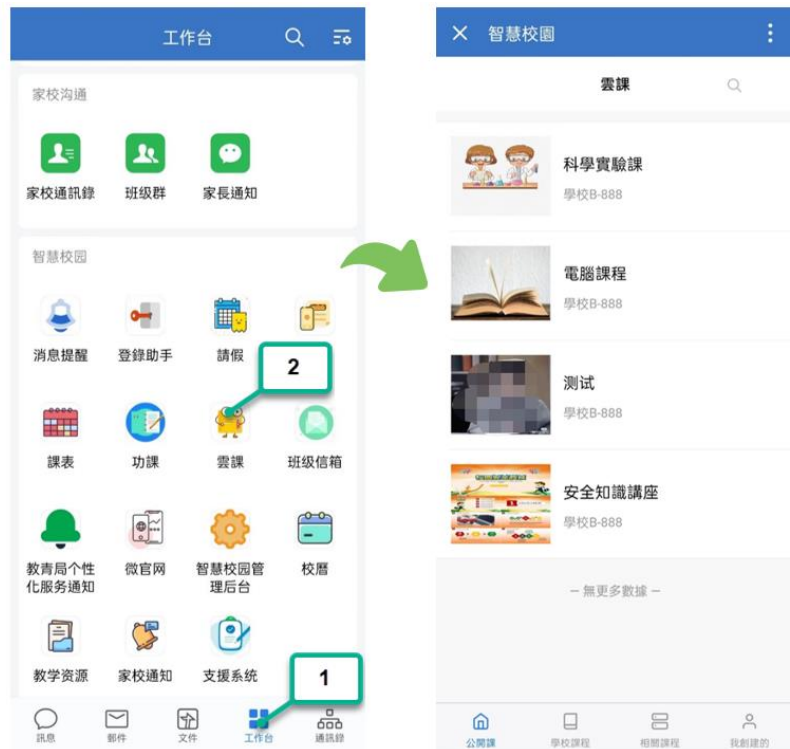 工作台
家校沟通
家校通訊錄 班级群 家長通知
智慧校园
消息提醒 登錄助手 請假
2
課表 功課 雲課 班级信箱
教青局个性化服务通知 微官网 智慧校园管理后台 校曆
教学资源 家校通知 支援系统
1
訊息 郵件 文件 工作台 通訊錄
智慧校園
雲課
科學實驗課
學校B-888
電腦課程
學校B-888
测试
學校B-888
安全知識講座
學校B-888
– 無更多數據 –
公開課 學校課程 相關課程 我創建的